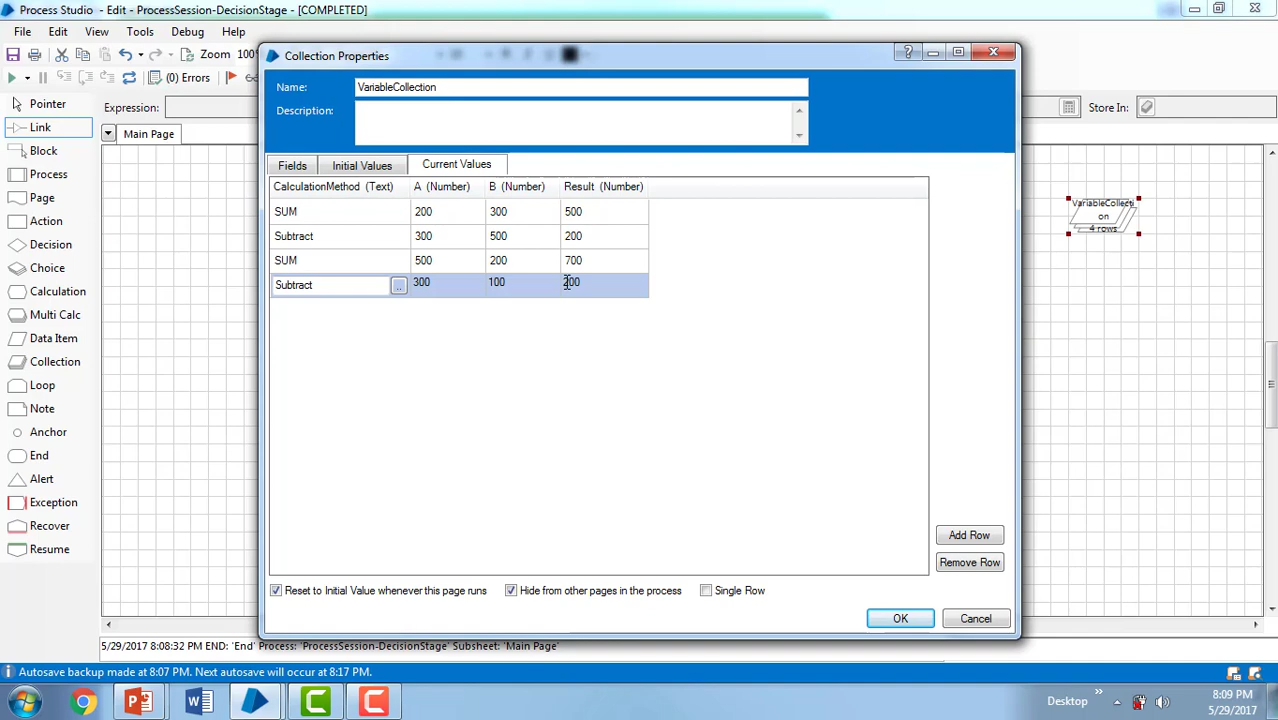 Process Studio - Edit - ProcessSession-DecisionStage - [COMPLETED]
File Edit View Tools Debug Help
Zoom 100%
(0) Errors
Expression:
Store In:
Main Page
Pointer
Link
Block
Process
Page
Action
Decision
Choice
Calculation
Multi Calc
Data Item
Collection
Loop
Note
Anchor
End
Alert
Exception
Recover
Resume
Collection Properties
Name: VariableCollection
Description:
Fields Initial Values Current Values
CalculationMethod (Text) A (Number) B (Number) Result (Number)
SUM 200 300 500
Subtract 300 500 200
SUM 500 200 700
Subtract .. 300 100 200
Add Row
Remove Row
Reset to Initial Value whenever this page runs Hide from other pages in the process Single Row
OK Cancel
VariableCollecti
on
4 rows
5/29/2017 8:08:32 PM END: 'End' Process: 'ProcessSession-DecisionStage' Subsheet: 'Main Page'
Autosave backup made at 8:07 PM. Next autosave will occur at 8:17 PM.
Desktop
8:09 PM
5/29/2017